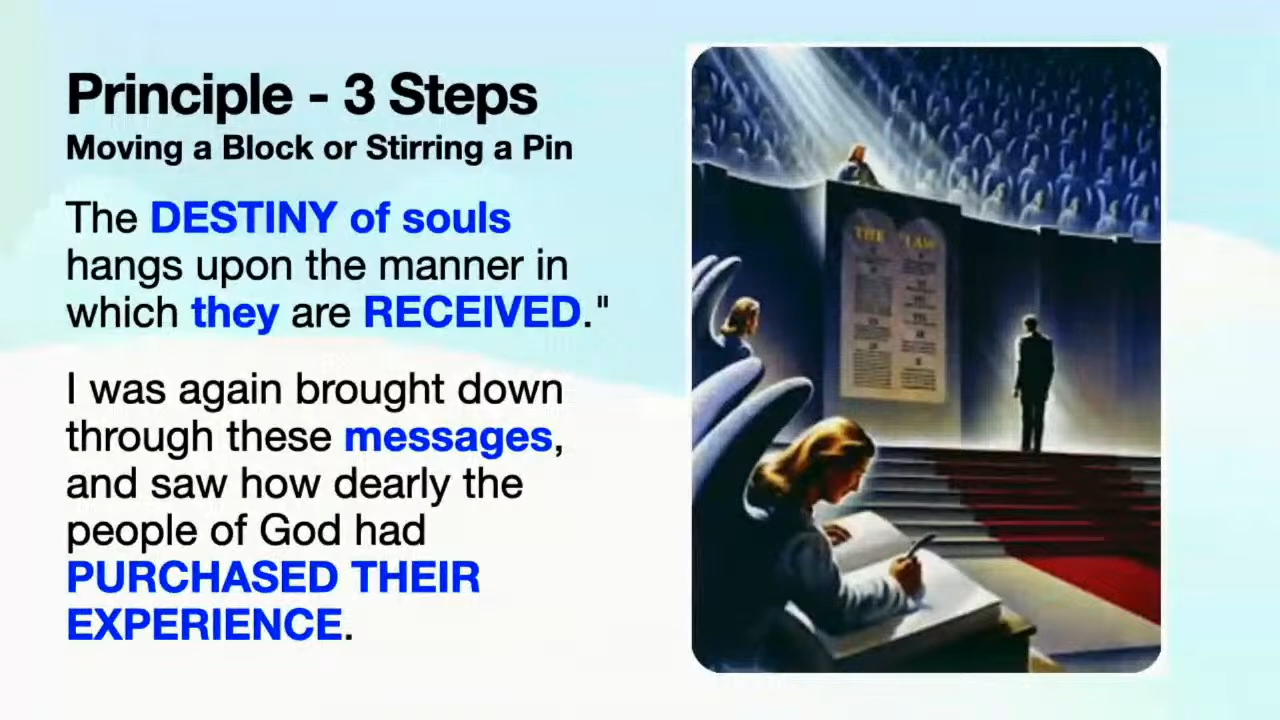 Principle - 3 Steps
Moving a Block or Stirring a Pin
The DESTINY of souls
hangs upon the manner in
which they are RECEIVED."
I was again brought down
through these messages,
and saw how dearly the
people of God had
PURCHASED THEIR
EXPERIENCE.
THE LAW